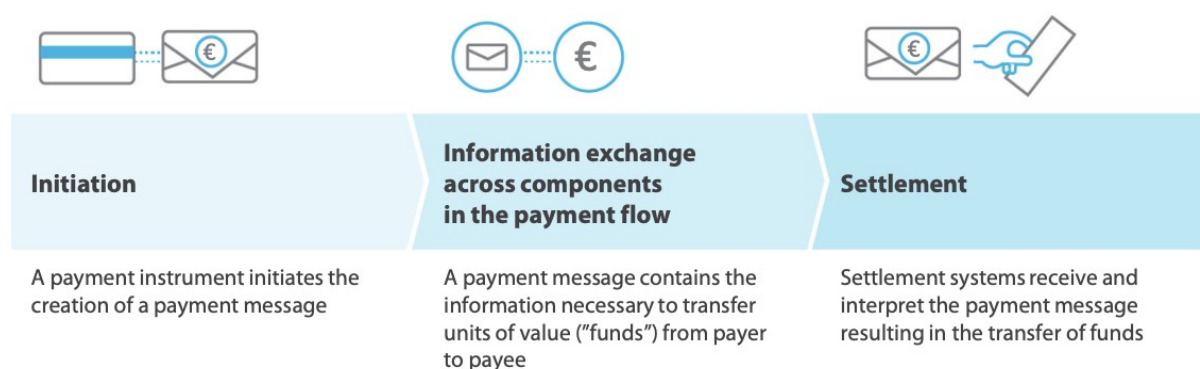 €
€
€
Initiation
Information exchange
across components
in the payment flow
Settlement
A payment instrument initiates the
creation of a payment message
A payment message contains the
information necessary to transfer
units of value (”funds”) from payer
to payee
Settlement systems receive and
interpret the payment message
resulting in the transfer of funds